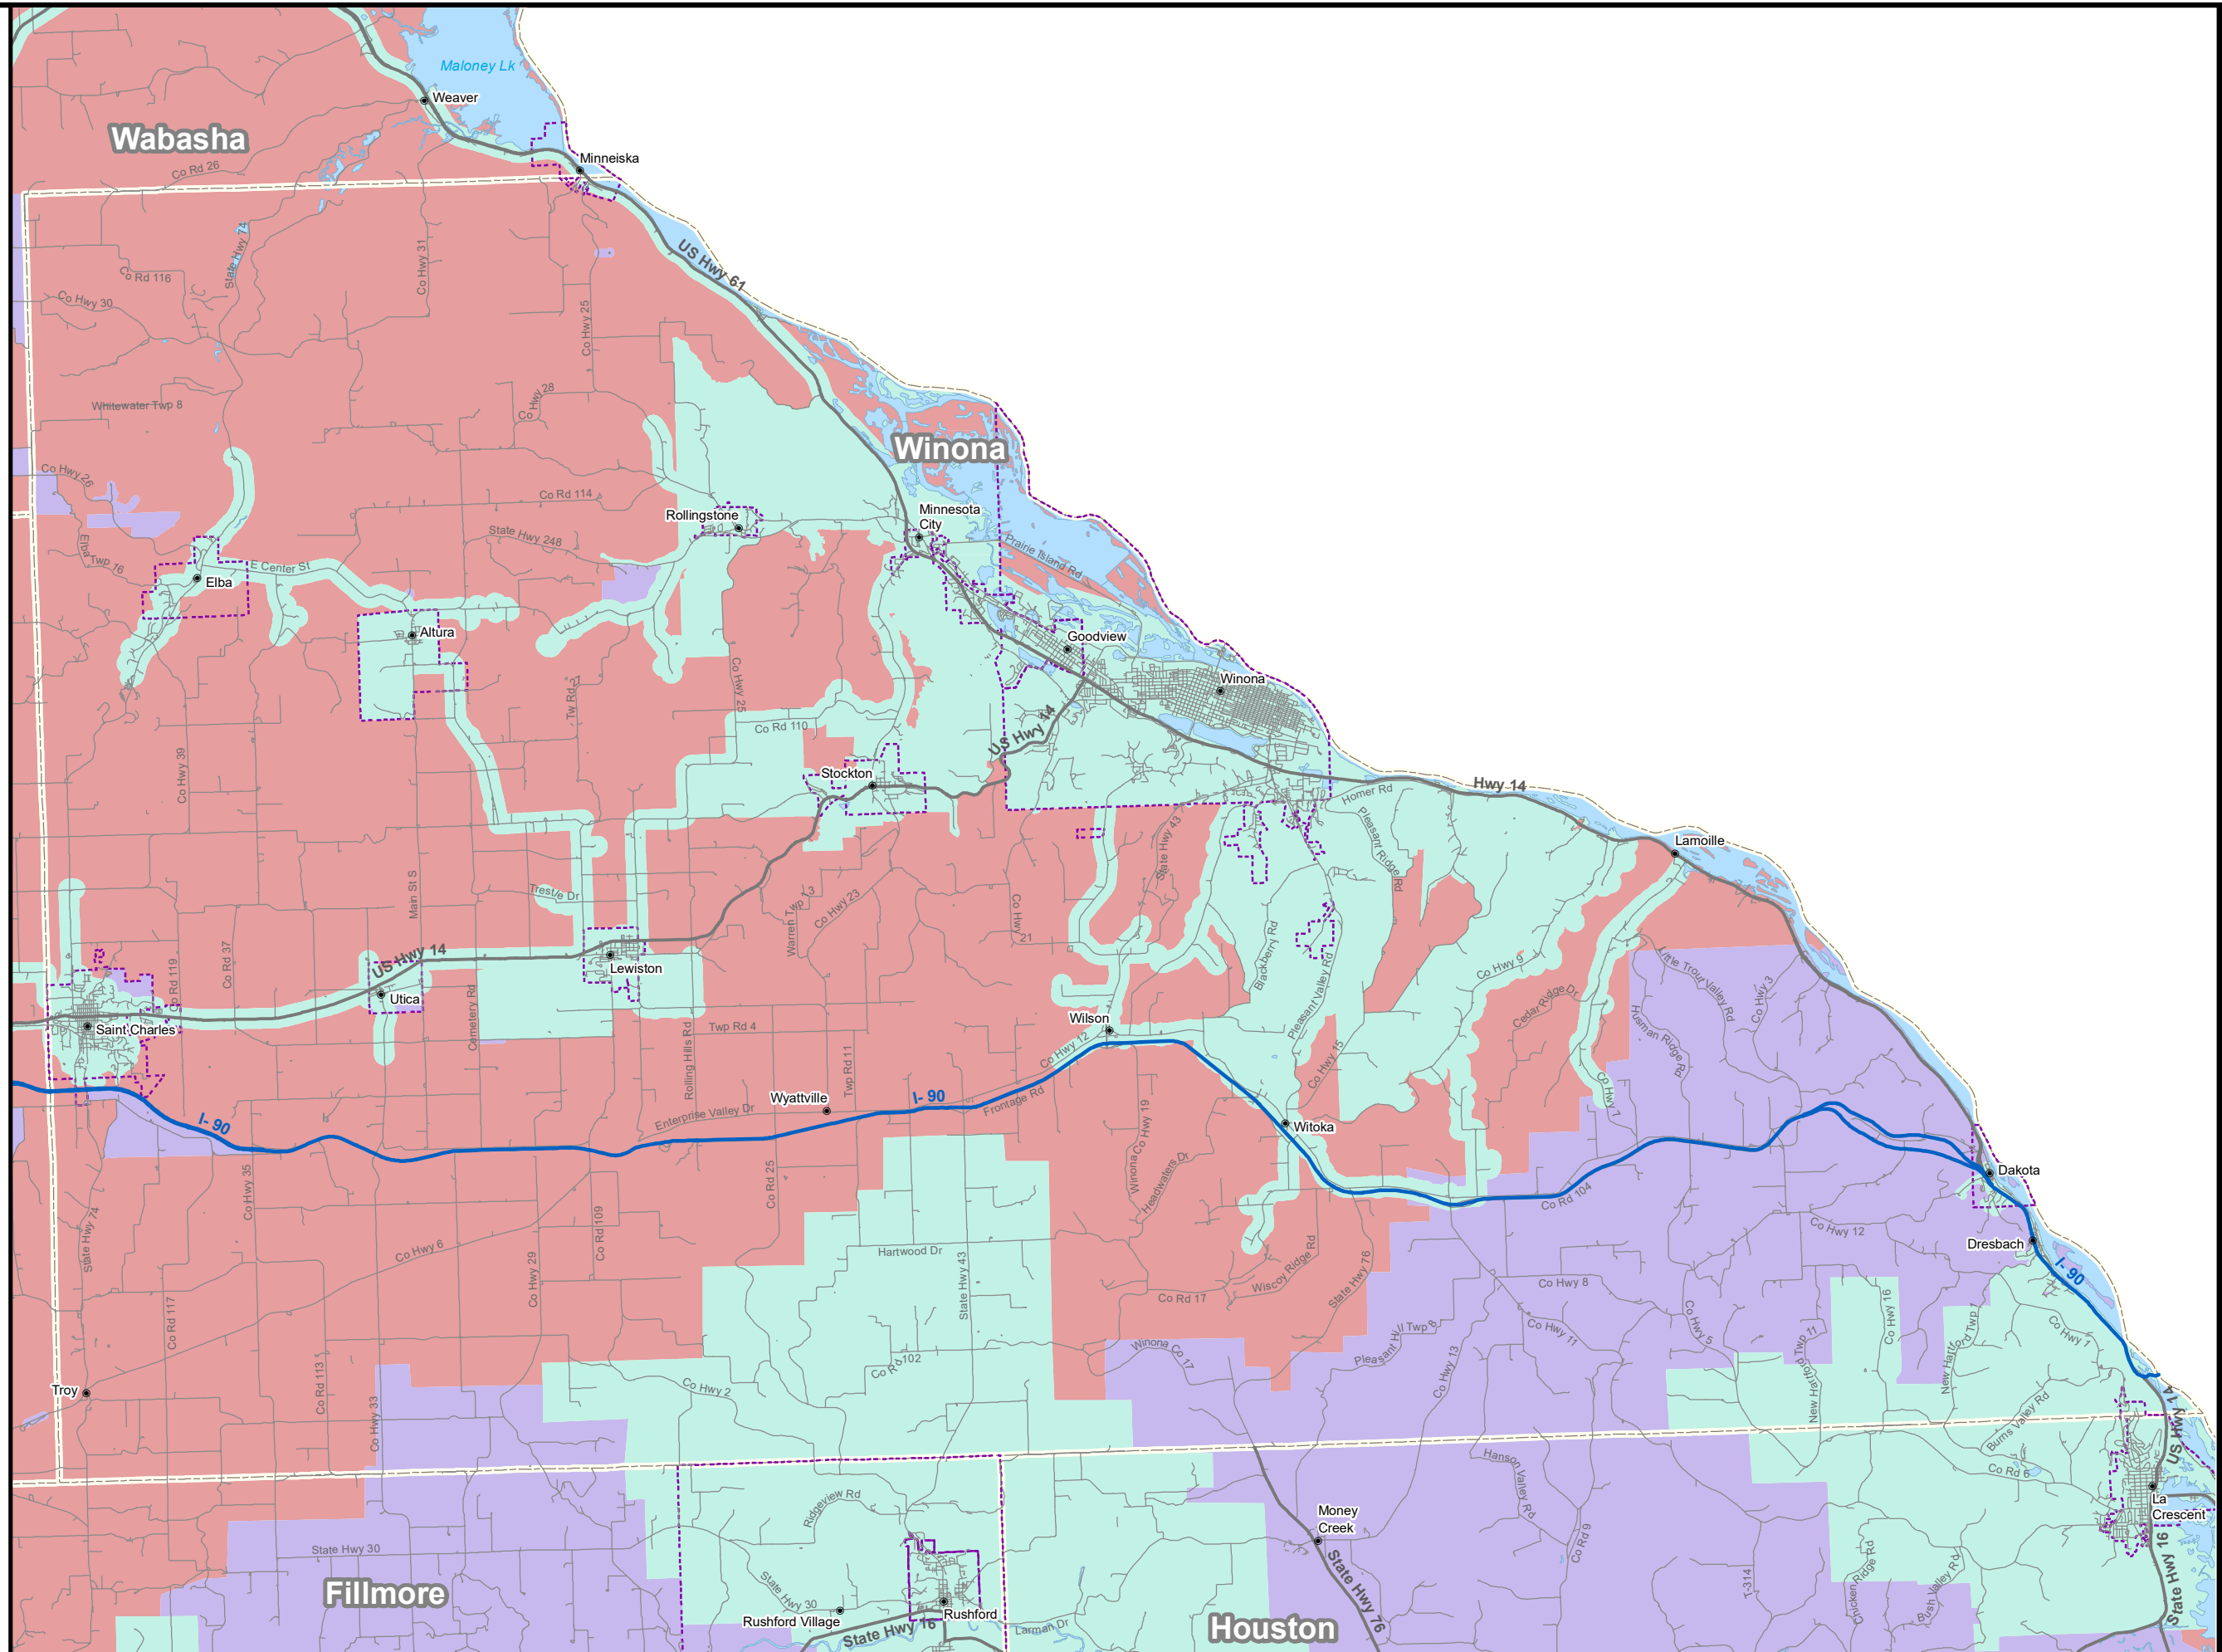 Maloney Lk
Weaver
Wabasha
Minneiska
Co Rd 26
State Hwy 74
Co Hwy 31
US Hwy 61
Co Rd 116
Co Hwy 30
Co Hwy 25
Co Hwy 28
Whitewater Twp 8
Winona
Co Hwy 26
Co Rd 114
Rollingstone
Minnesota
City
State Hwy 248
Prairie Island Rd
Elba Twp 16
E Center St
Elba
Altura
Goodview
Winona
Tw Rd 27
Co Hwy 25
Co Rd 110
US Hwy 14
Co Hwy 39
Stockton
Hwy 14
Homer Rd
Pleasant Ridge Rd
State Hwy 43
Lamoille
Main St S
Trestle Dr
Warren Twp 13
Co Hwy 23
Co Hwy 21
Blackberry Rd
Pleasant Valley Rd
Co Hwy 9
Little Trout Valley Rd
Co Hwy 3
Co Rd 119
Co Rd 37
US Hwy 14
Lewiston
Utica
Cemetery Rd
Saint Charles
Twp Rd 4
Rolling Hills Rd
Twp Rd 11
Wilson
Co Hwy 12
Cedar Ridge Dr
Husman Ridge Rd
Co Hwy 15
Co Hwy 7
Wyattville
I- 90
Frontage Rd
Enterprise Valley Dr
I- 90
Witoka
Co Hwy 19
Winona
Headwaters Dr
Dakota
Co Rd 104
Co Hwy 35
Co Rd 25
State Hwy 74
Co Rd 109
Co Hwy 6
Hartwood Dr
State Hwy 43
Co Hwy 12
Dresbach
I- 90
Co Hwy 29
Wiscoy Ridge Rd
State Hwy 76
Co Rd 17
Co Hwy 8
Co Rd 117
Co Hwy 16
Co Hwy 5
Co Hwy 11
New Hartford Twp 11
New Hartford Twp 1
Co Hwy 1
Winona Co 17
Pleasant Hill Twp 8
Co Hwy 13
Co Rd 102
Co Hwy 2
Troy
Co Rd 113
Co Hwy 33
Burns Valley Rd
US Hwy 14
Co Rd 6
Hanson Valley Rd
Ridgeview Rd
Money
Creek
La
Crescent
Co Rd 9
State Hwy 30
Fillmore
State Hwy 30
Rushford Village
Rushford
State Hwy 16
Larman Dr
Houston
State Hwy 76
T-314
Chicken Ridge Rd
Bush Valley Rd
State Hwy 16